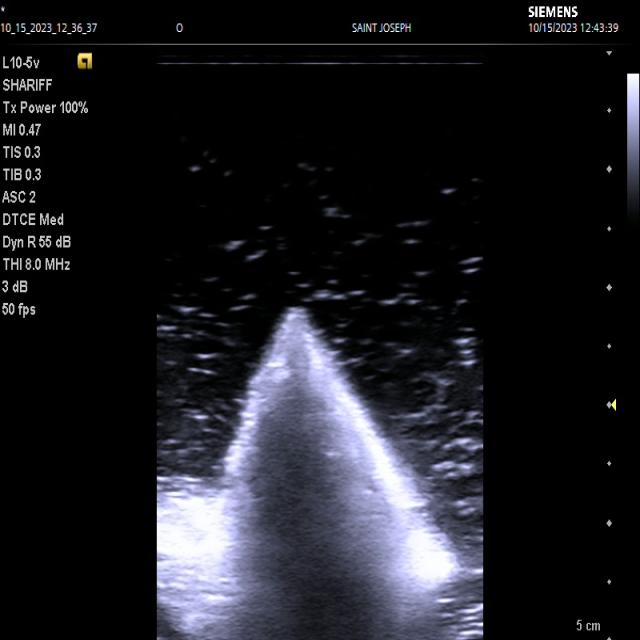 *
SIEMENS
10_15_2023_12_36_37 O SAINT JOSEPH 10/15/2023 12:43:39
L10-5v
SHARIFF
Tx Power 100%
MI 0.47
TIS 0.3
TIB 0.3
ASC 2
DTCE Med
Dyn R 55 dB
THI 8.0 MHz
3 dB
50 fps
5 cm